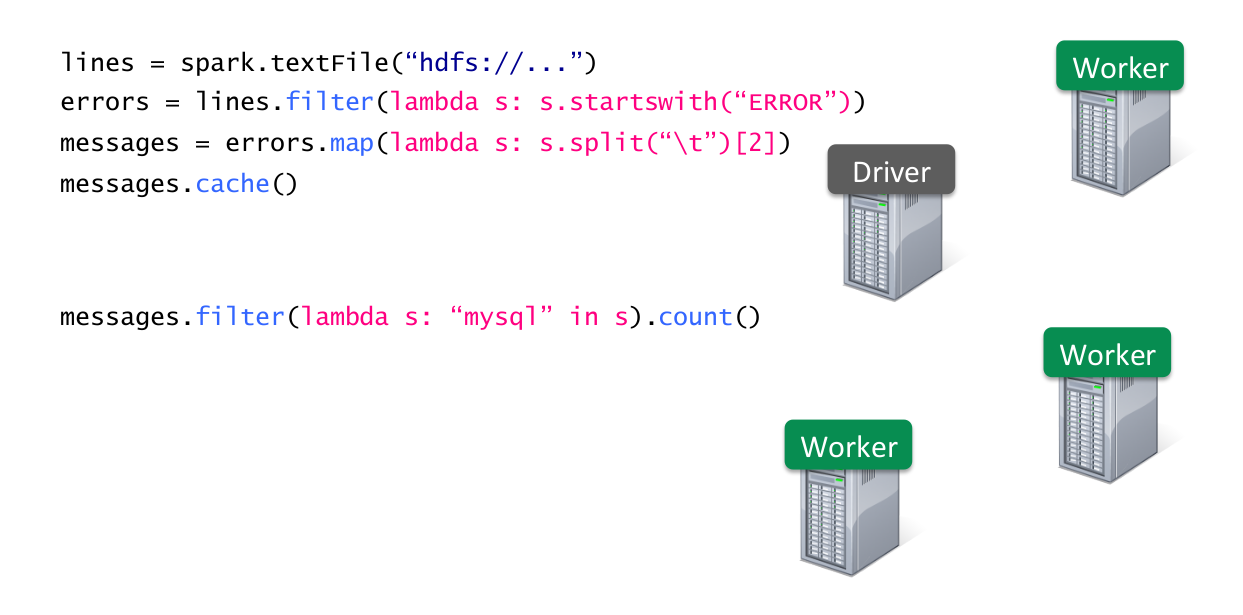 lines = spark.textFile(“hdfs://...”)
errors = lines.filter(lambda s: s.startswith(“ERROR”))
messages = errors.map(lambda s: s.split(“\t”)[2])
messages.cache()
messages.filter(lambda s: “mysql” in s).count()
Worker
Driver
Worker
Worker